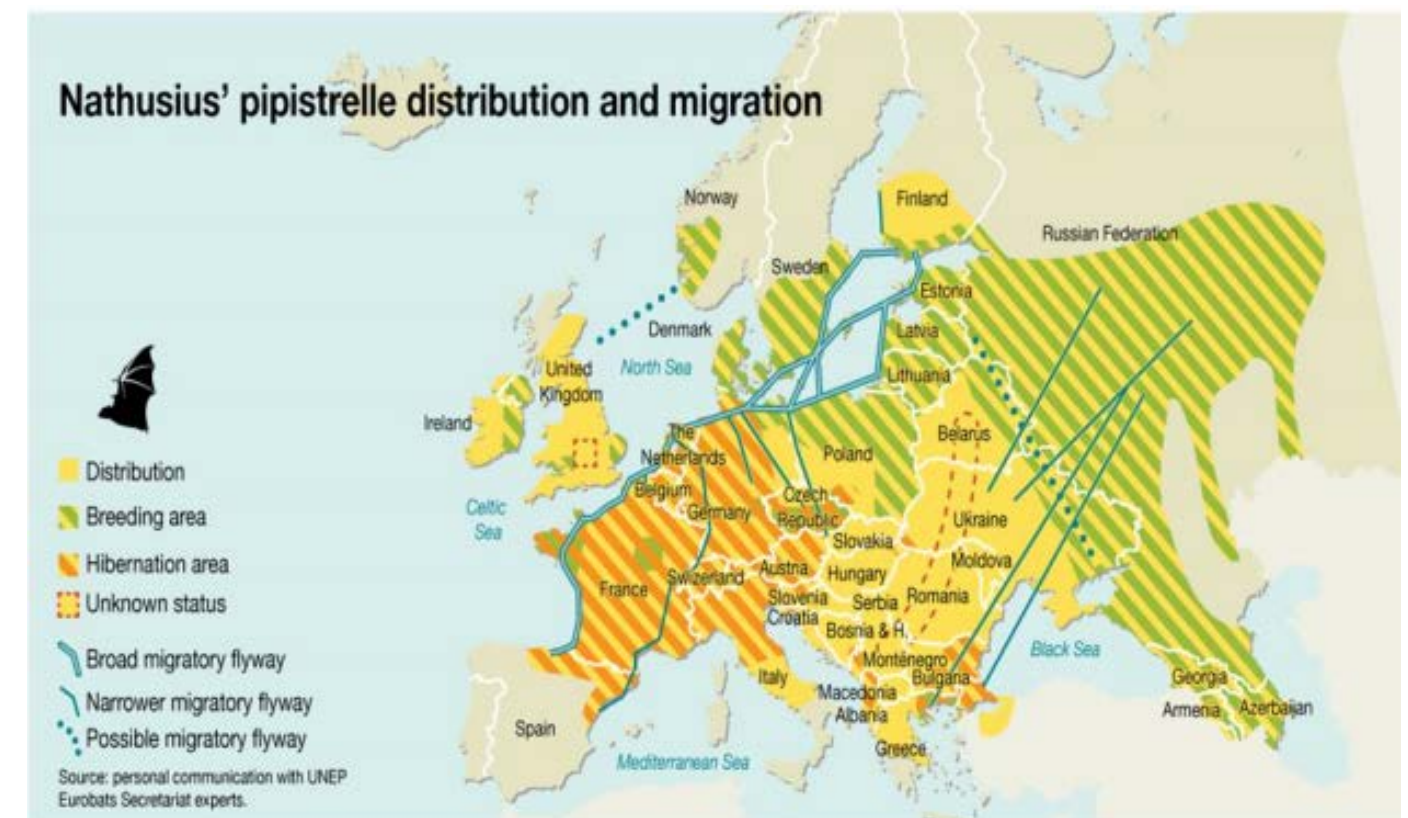 Nathusius' pipistrelle distribution and migration
Norway
Finland
Russian Federation
Sweden
Estonia
Denmark
Latvia
North Sea
United
Kingdom
Lithuania
Ireland
The
Netherlands
Belarus
Poland
Distribution
Belgium
Czech
Republic
Celtic
Sea
Germany
Ukraine
Breeding area
Slovakia
Hibernation area
Moldova
Austria
Hungary
Swizerland
France
Unknown status
Slovenia
Serbia
Romania
Croatia
Bosnia & H.
Broad migratory flyway
Black Sea
Montenegro
Bulgaria
Italy
Georgia
Narrower migratory flyway
Macedonia
Armenia
Azerbaijan
Albania
Spain
Possible migratory flyway
Greece
Mediterranean Sea
Source: personal communication with UNEP
Eurobats Secretariat experts.